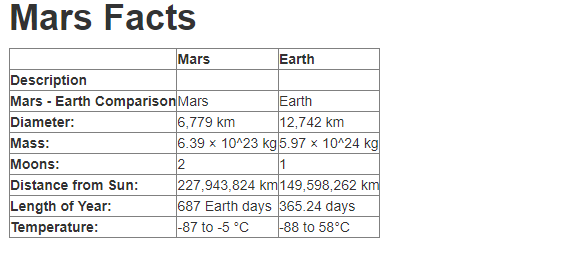 Mars Facts
Mars Earth
Description
Mars - Earth Comparison Mars Earth
Diameter: 6,779 km 12,742 km
Mass: 6.39 × 10^23 kg 5.97 × 10^24 kg
Moons: 2 1
Distance from Sun: 227,943,824 km 149,598,262 km
Length of Year: 687 Earth days 365.24 days
Temperature: -87 to -5 °C -88 to 58°C